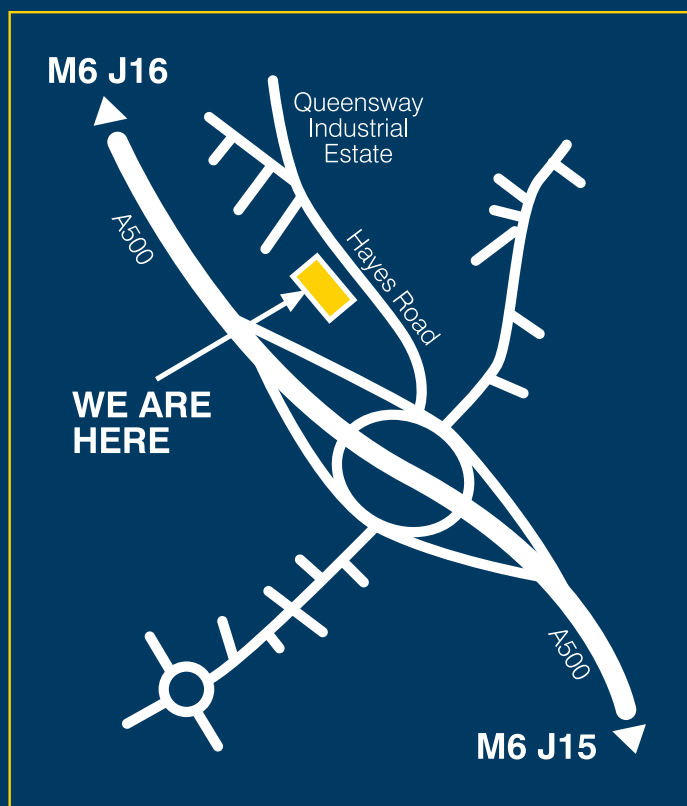 M6 J16
Queensway
Industrial
Estate
A500
Hayes Road
WE ARE
HERE
A500
M6 J15